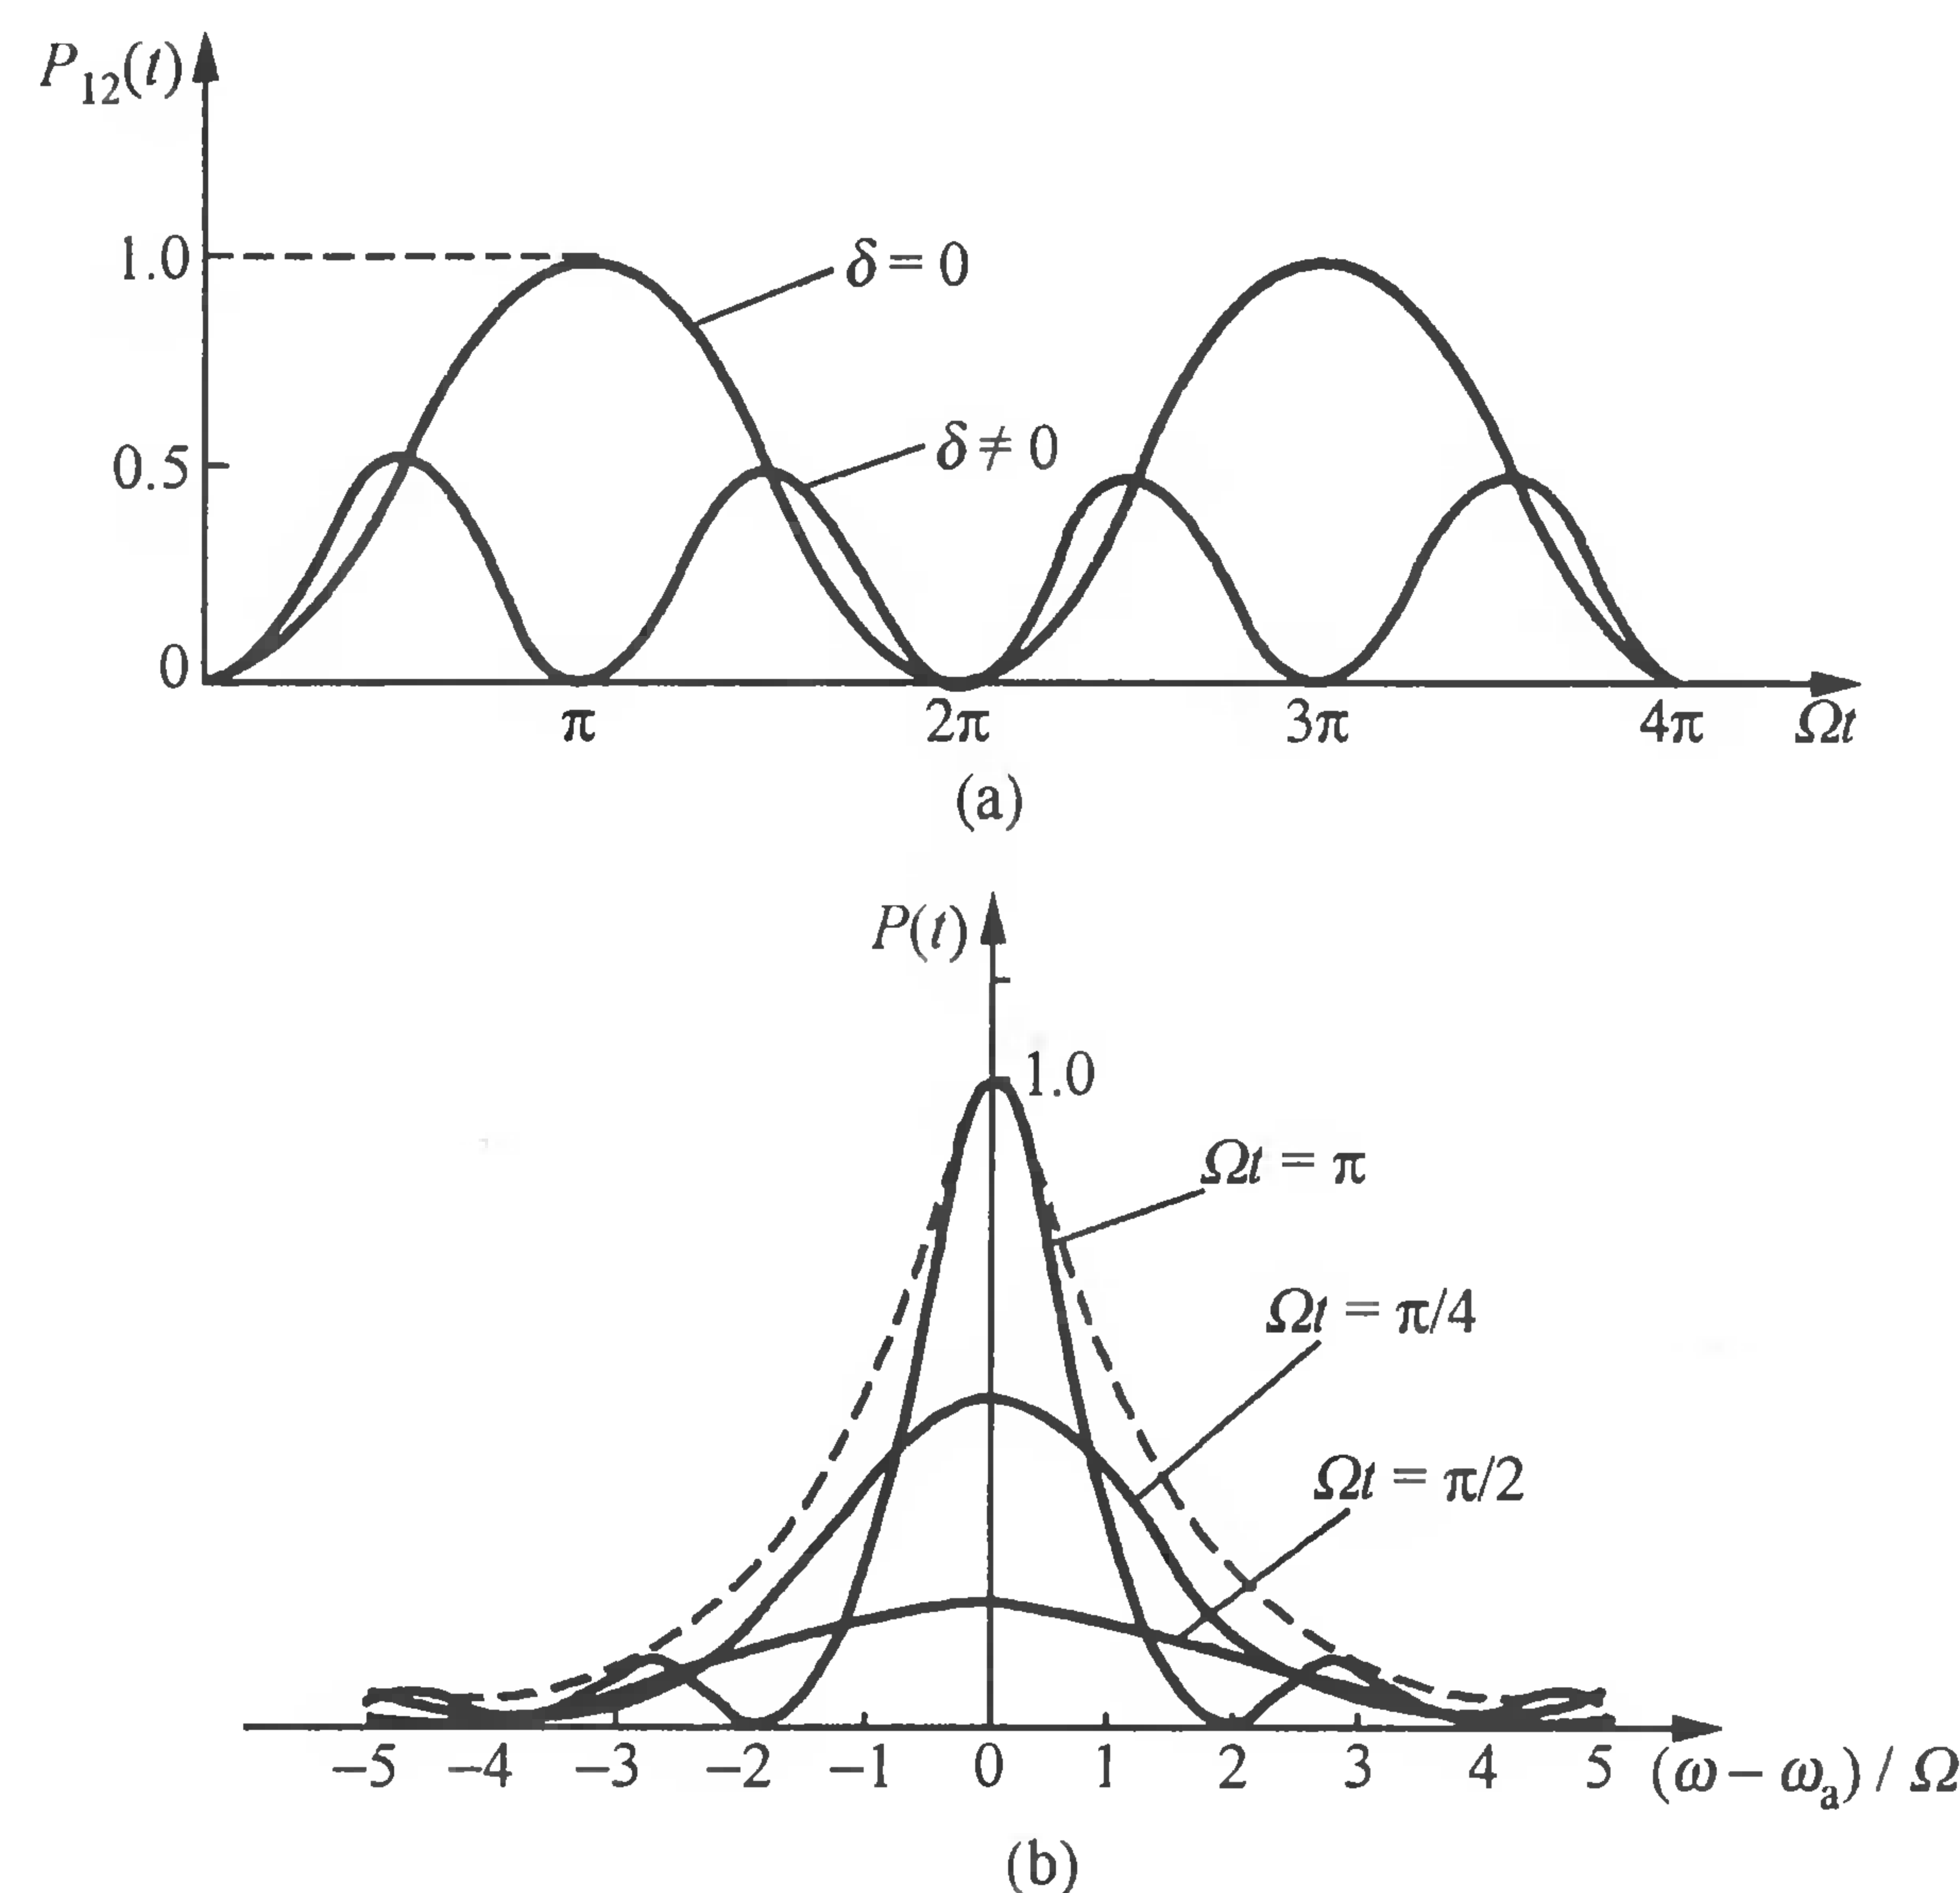 P₁₂(t)
1.0
δ = 0
0.5
δ ≠ 0
0
π 2π 3π 4π Ωt
(a)
P(t)
1.0
Ωt = π
Ωt = π/4
Ωt = π/2
−5 −4 −3 −2 −1 0 1 2 3 4 5 (ω − ωₐ) / Ω
(b)